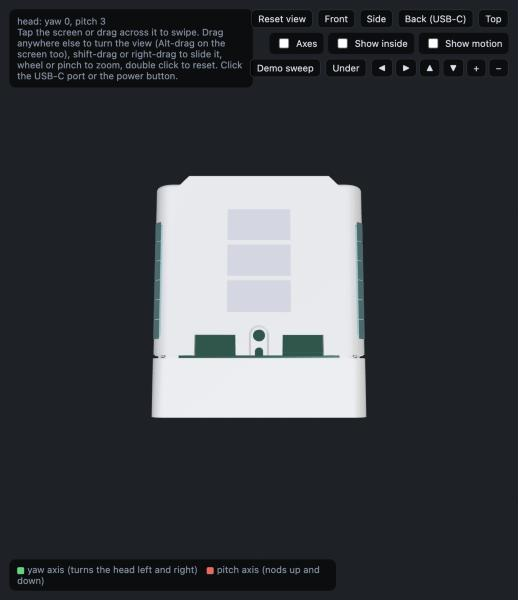 head: yaw 0, pitch 3
Tap the screen or drag across it to swipe. Drag
anywhere else to turn the view (Alt-drag on the
screen too), shift-drag or right-drag to slide it,
wheel or pinch to zoom, double click to reset. Click
the USB-C port or the power button.
Reset view Front Side Back (USB-C) Top
Axes Show inside Show motion
Demo sweep Under ◀ ▶ ▲ ▼ + −
yaw axis (turns the head left and right) pitch axis (nods up and
down)